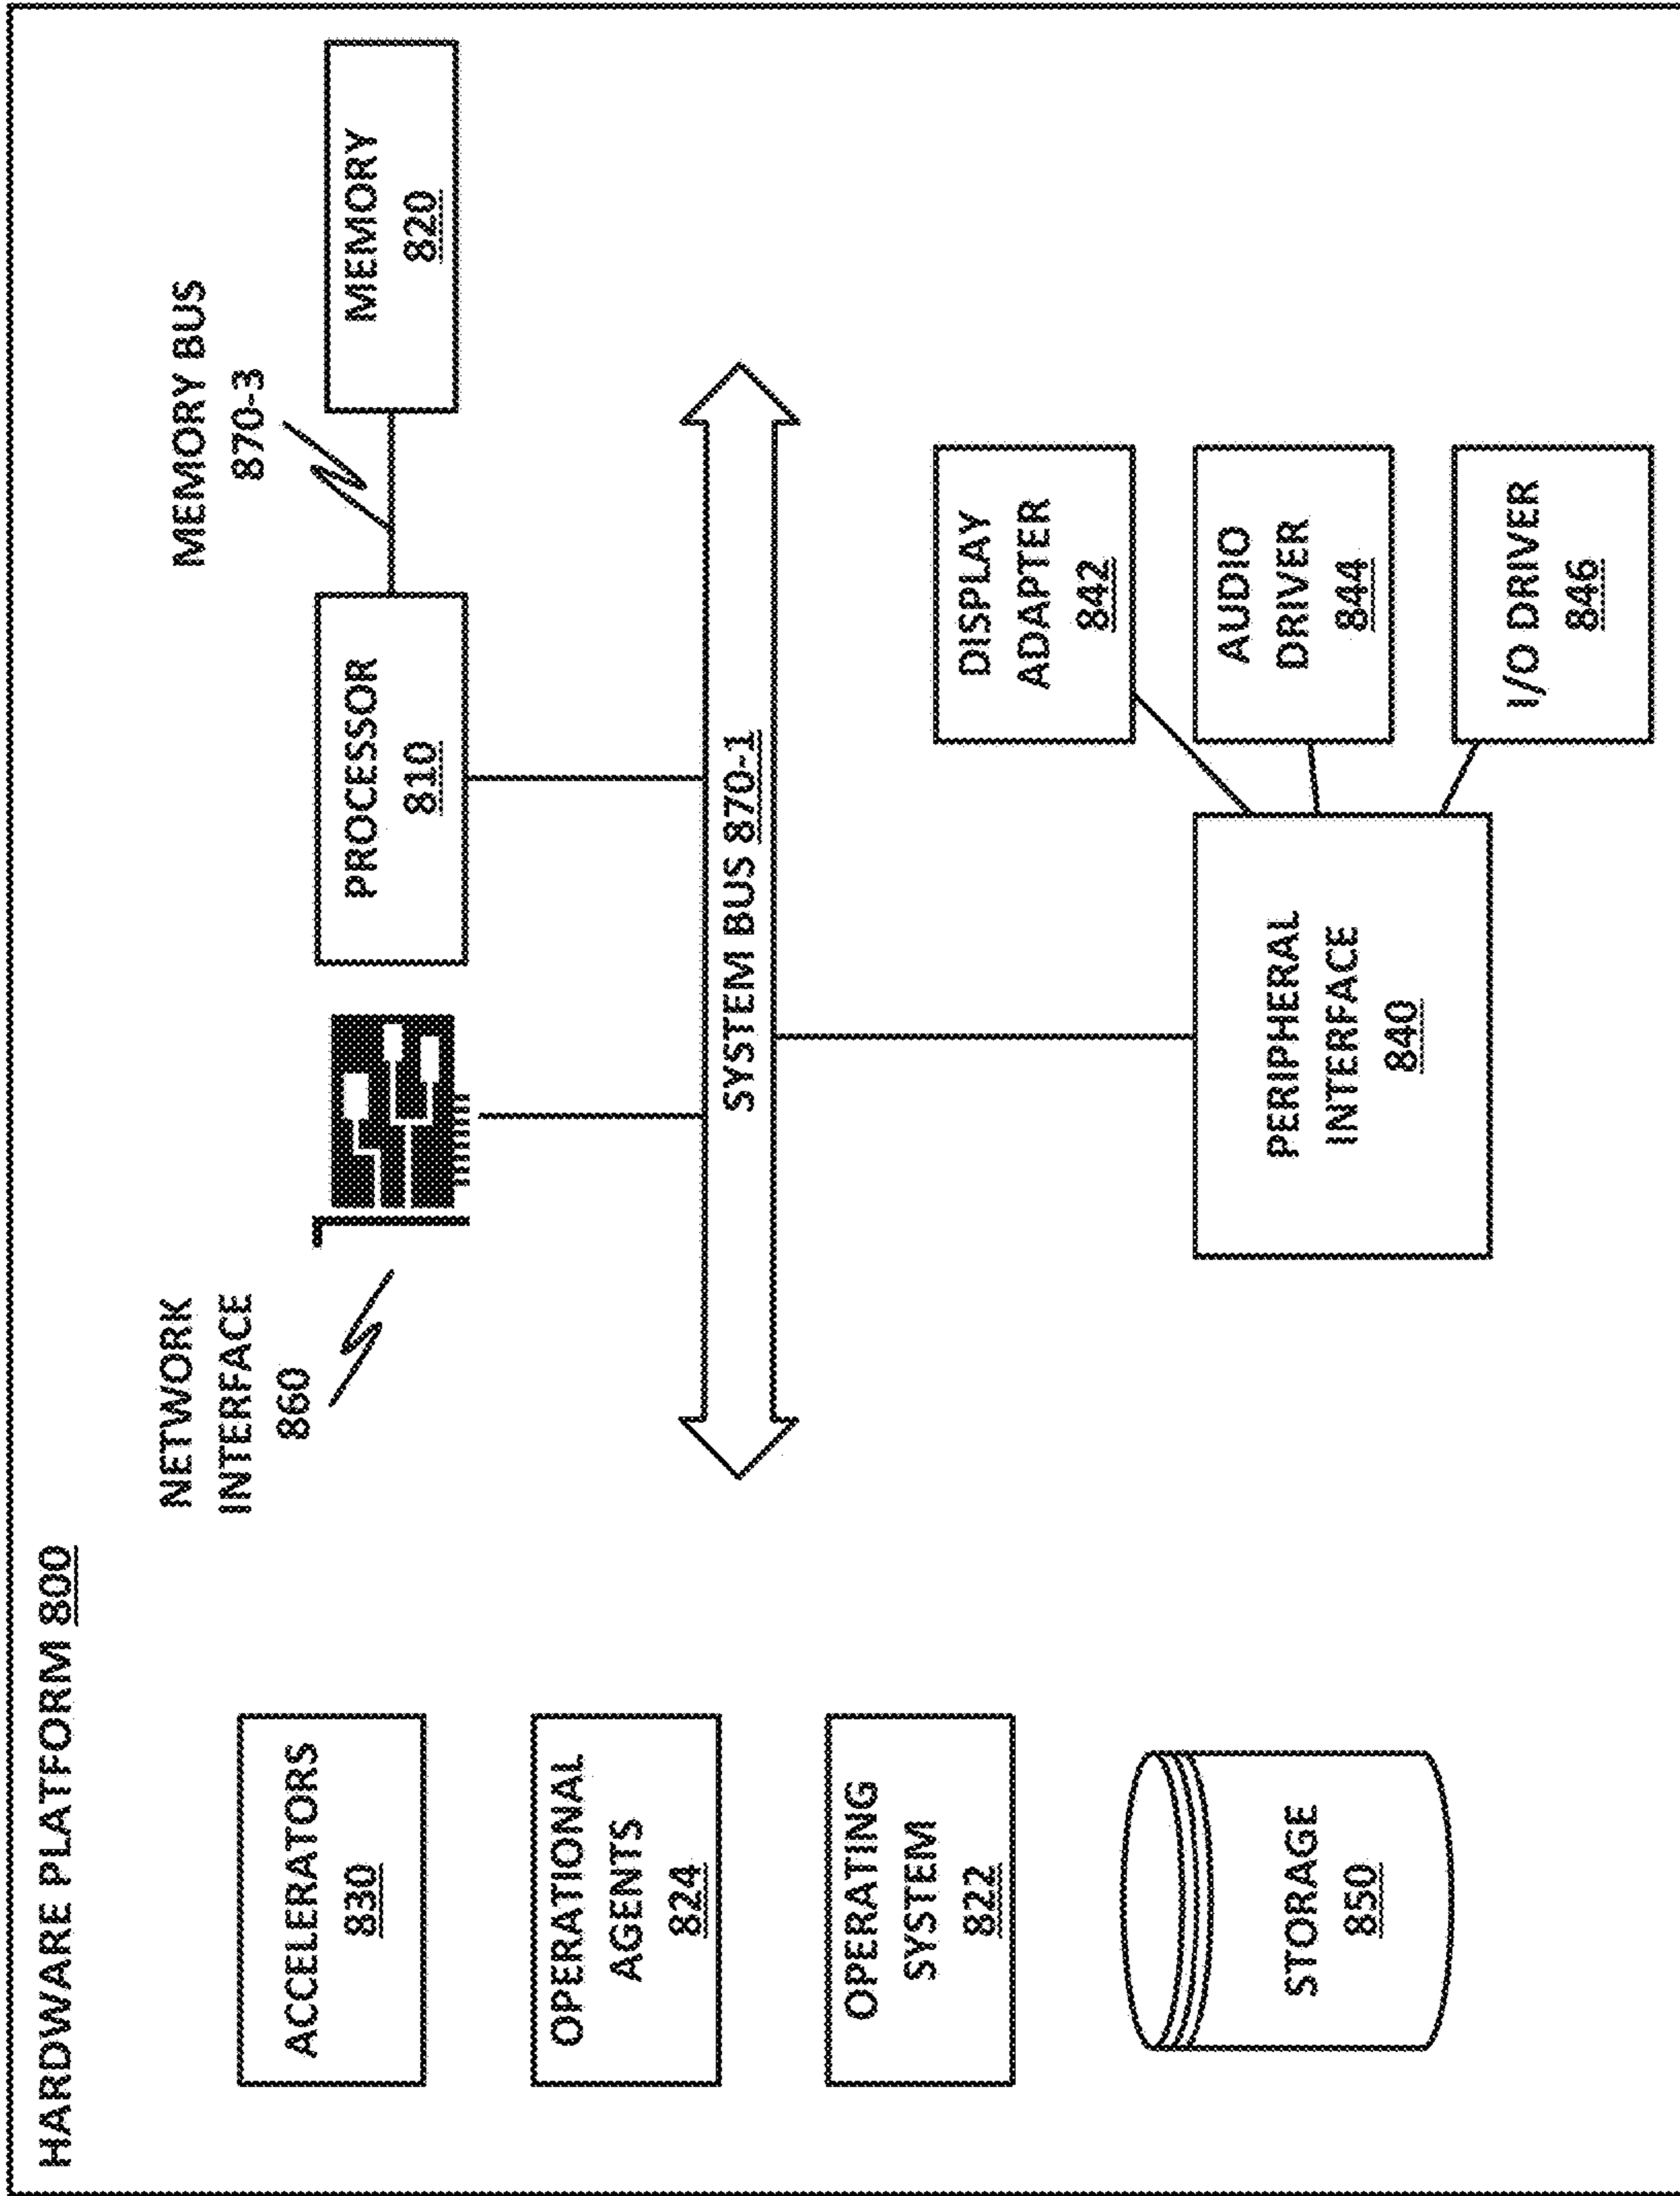 HARDWARE PLATFORM 800
ACCELERATORS
830
OPERATIONAL
AGENTS
824
OPERATING
SYSTEM
822
STORAGE
850
NETWORK
INTERFACE
860
PROCESSOR
810
MEMORY BUS
870-3
MEMORY
820
SYSTEM BUS 870-1
PERIPHERAL
INTERFACE
840
DISPLAY
ADAPTER
842
AUDIO
DRIVER
844
I/O DRIVER
846